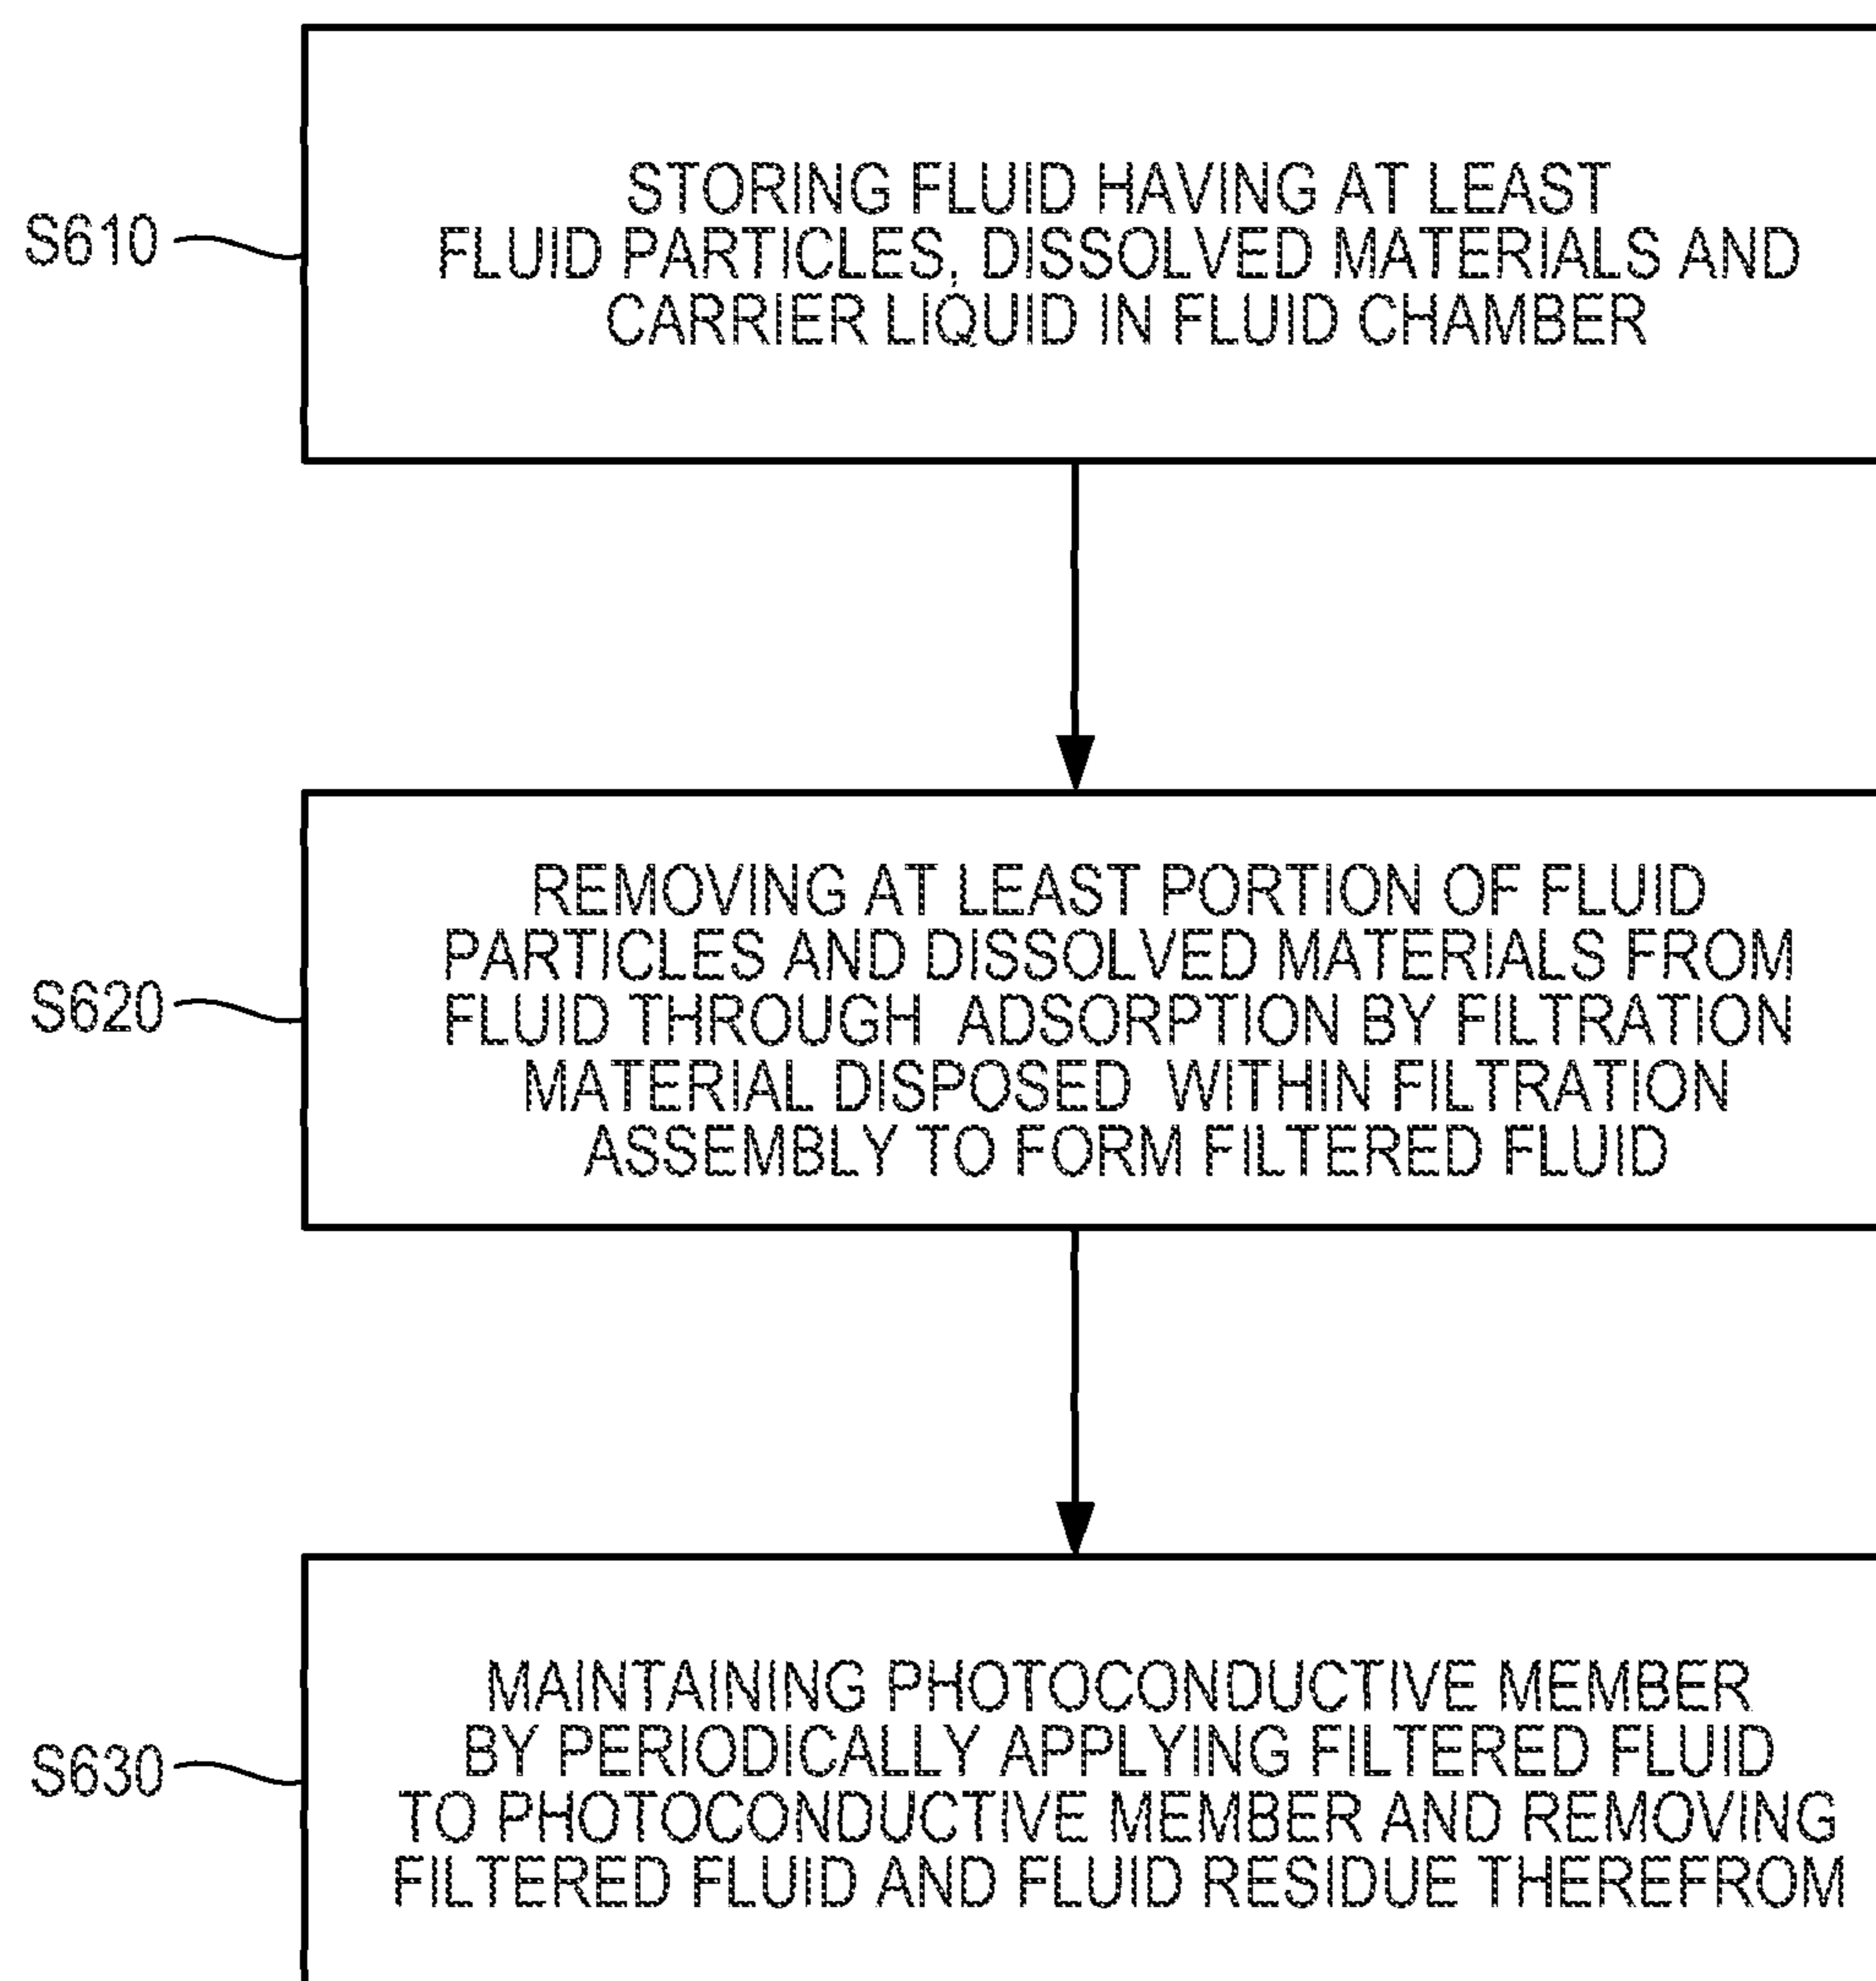 S610
STORING FLUID HAVING AT LEAST
FLUID PARTICLES, DISSOLVED MATERIALS AND
CARRIER LIQUID IN FLUID CHAMBER
S620
REMOVING AT LEAST PORTION OF FLUID
PARTICLES AND DISSOLVED MATERIALS FROM
FLUID THROUGH ADSORPTION BY FILTRATION
MATERIAL DISPOSED WITHIN FILTRATION
ASSEMBLY TO FORM FILTERED FLUID
S630
MAINTAINING PHOTOCONDUCTIVE MEMBER
BY PERIODICALLY APPLYING FILTERED FLUID
TO PHOTOCONDUCTIVE MEMBER AND REMOVING
FILTERED FLUID AND FLUID RESIDUE THEREFROM